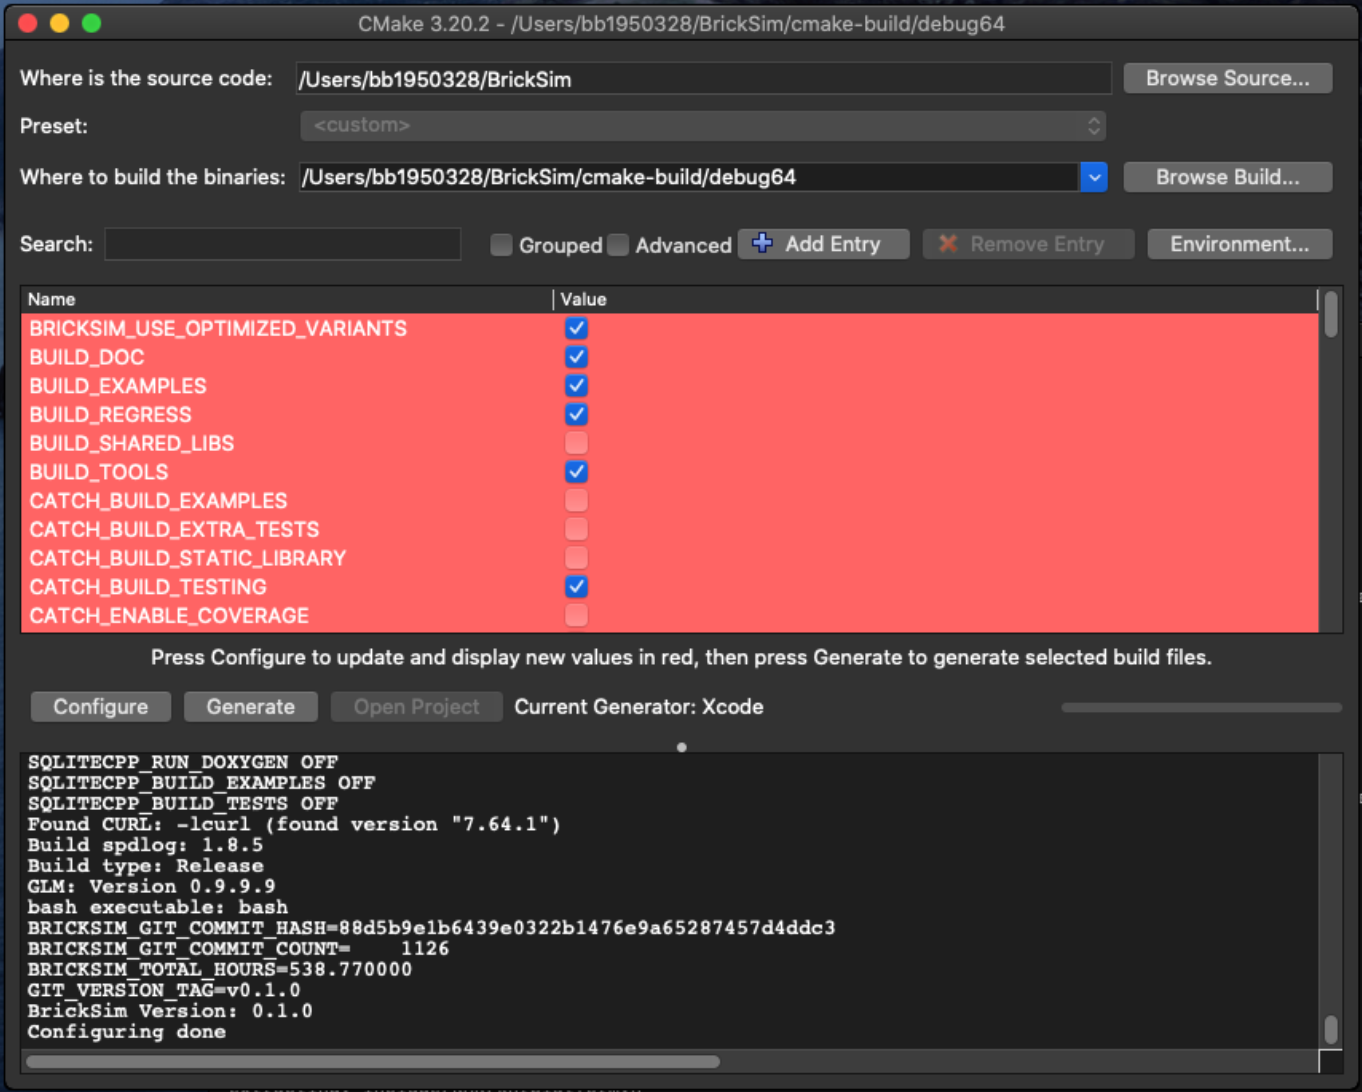 CMake 3.20.2 - /Users/bb1950328/BrickSim/cmake-build/debug64
Where is the source code: /Users/bb1950328/BrickSim Browse Source...
Preset: <custom>
Where to build the binaries: /Users/bb1950328/BrickSim/cmake-build/debug64 Browse Build...
Search: Grouped Advanced Add Entry Remove Entry Environment...
Name Value
BRICKSIM_USE_OPTIMIZED_VARIANTS
BUILD_DOC
BUILD_EXAMPLES
BUILD_REGRESS
BUILD_SHARED_LIBS
BUILD_TOOLS
CATCH_BUILD_EXAMPLES
CATCH_BUILD_EXTRA_TESTS
CATCH_BUILD_STATIC_LIBRARY
CATCH_BUILD_TESTING
CATCH_ENABLE_COVERAGE
Press Configure to update and display new values in red, then press Generate to generate selected build files.
Configure Generate Open Project Current Generator: Xcode
SQLITECPP_RUN_DOXYGEN OFF
SQLITECPP_BUILD_EXAMPLES OFF
SQLITECPP_BUILD_TESTS OFF
Found CURL: -lcurl (found version "7.64.1")
Build spdlog: 1.8.5
Build type: Release
GLM: Version 0.9.9.9
bash executable: bash
BRICKSIM_GIT_COMMIT_HASH=88d5b9e1b6439e0322b1476e9a65287457d4ddc3
BRICKSIM_GIT_COMMIT_COUNT=    1126
BRICKSIM_TOTAL_HOURS=538.770000
GIT_VERSION_TAG=v0.1.0
BrickSim Version: 0.1.0
Configuring done